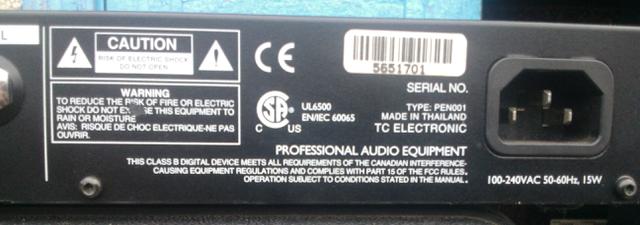 L
CAUTION
RISK OF ELECTRIC SHOCK
DO NOT OPEN
WARNING
TO REDUCE THE RISK OF FIRE OR ELECTRIC
SHOCK DO NOT EX SE THIS EQUIPMENT TO
RAIN OR MOISTURE
AVIS: RISQUE DE CHOC ELECTRIQUE-NE PAS
OUVRIR.
CE
C SA US
UL6500
EN/IEC 60065
5651701
SERIAL NO.
TYPE: PEN001
MADE IN THAILAND
TC ELECTRONIC
PROFESSIONAL AUDIO EQUIPMENT
THIS CLASS B DIGITAL DEVICE MEETS ALL REQUIREMENTS OF THE CANADIAN INTERFERENCE-
CAUSING EQUIPMENT REGULATIONS AND COMPLIES WITH PART 15 OF THE FCC RULES.
OPERATION SUBJECT TO CONDITIONS STATED IN THE MANUAL.
100-240VAC 50-60Hz, 15W